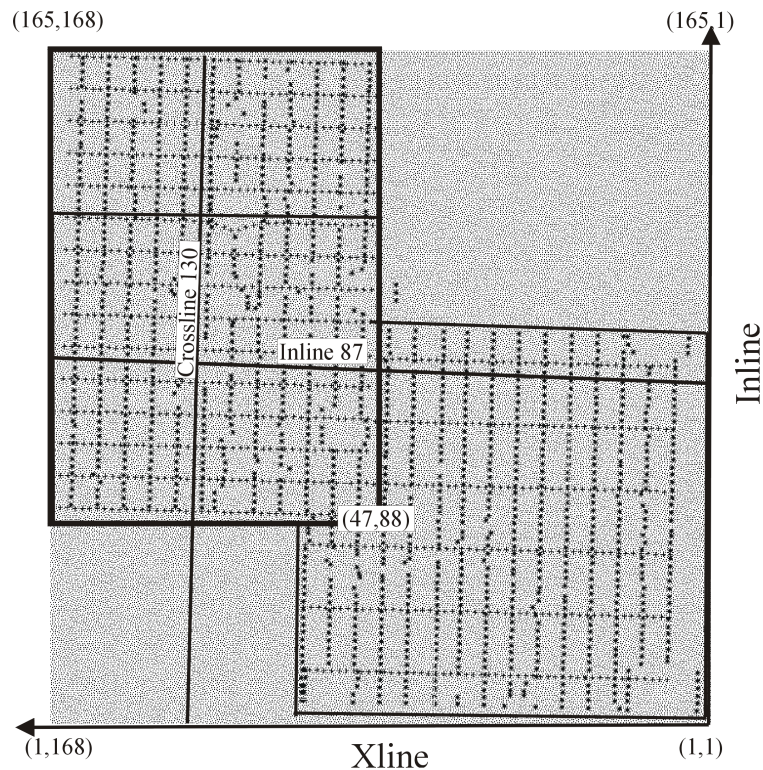 (165,168)
(165,1)
Crossline 130
Inline 87
Inline
(47,88)
(1,168)
Xline
(1,1)